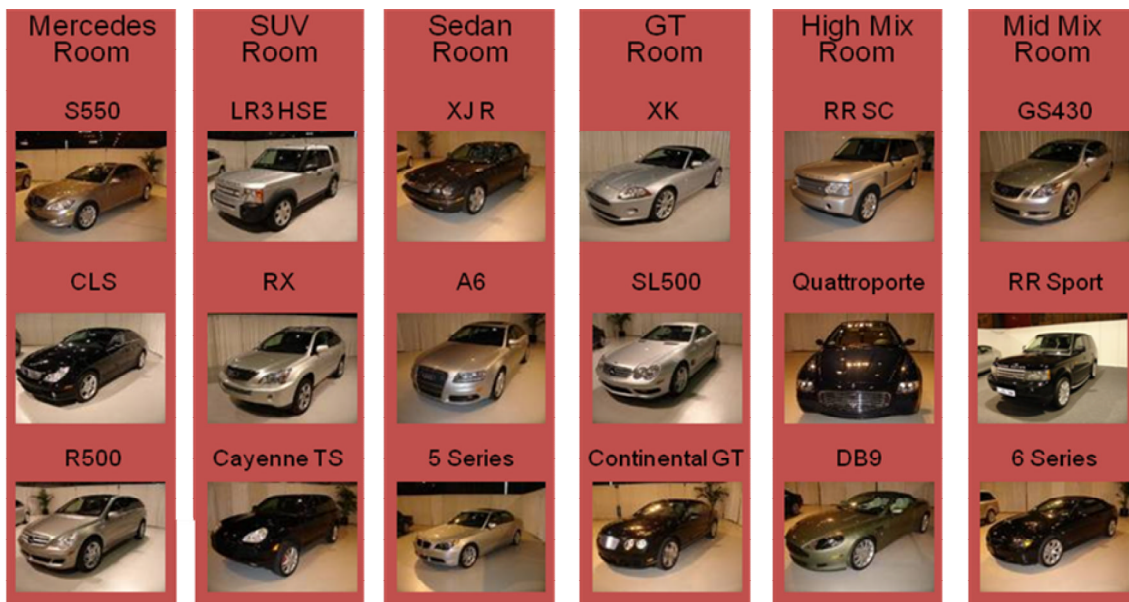 Mercedes
Room
SUV
Room
Sedan
Room
GT
Room
High Mix
Room
Mid Mix
Room
S550
LR3 HSE
XJ R
XK
RR SC
GS430
CLS
RX
A6
SL500
Quattroporte
RR Sport
R500
Cayenne TS
5 Series
Continental GT
DB9
6 Series